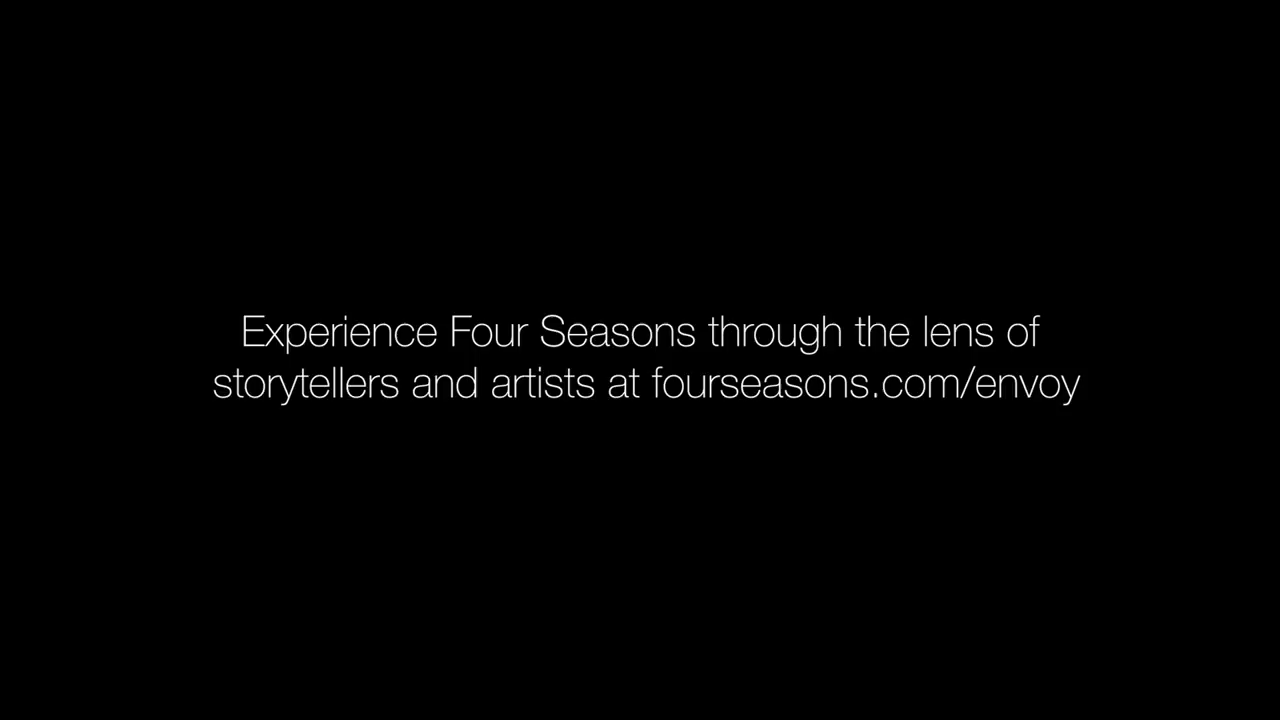 Experience Four Seasons through the lens of
storytellers and artists at fourseasons.com/envoy